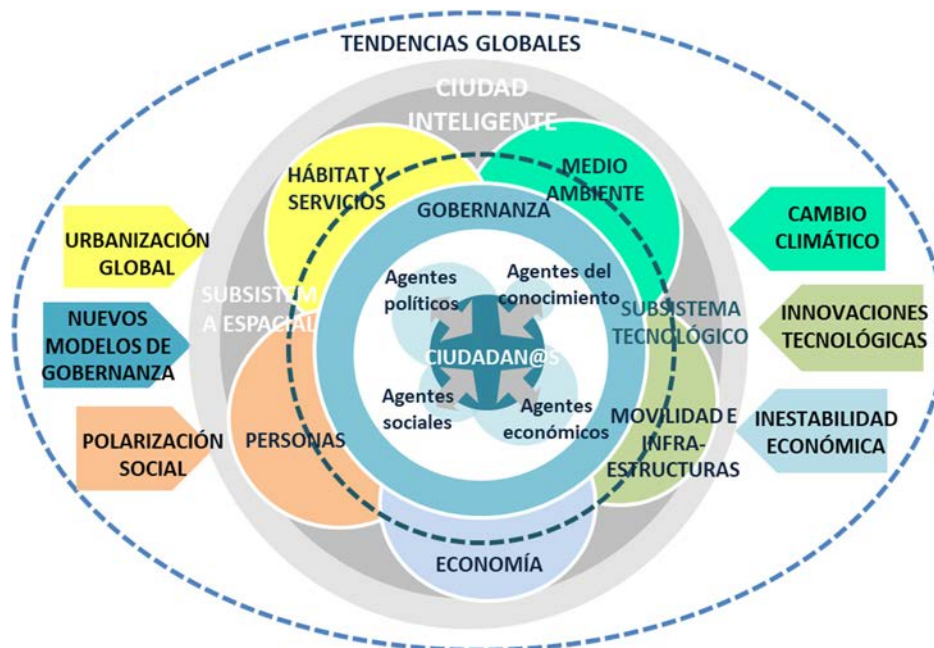 TENDENCIAS GLOBALES
CIUDAD
INTELIGENTE
HÁBITAT Y
SERVICIOS
MEDIO
AMBIENTE
GOBERNANZA
URBANIZACIÓN
GLOBAL
CAMBIO
CLIMÁTICO
Agentes
políticos
Agentes del
conocimiento
SUBSISTEM
A ESPACIAL
SUBSISTEMA
TECNOLÓGICO
NUEVOS
MODELOS DE
GOBERNANZA
INNOVACIONES
TECNOLÓGICAS
CIUDADAN@S
Agentes
sociales
Agentes
económicos
POLARIZACIÓN
SOCIAL
PERSONAS
MOVILIDAD E
INFRA-
ESTRUCTURAS
INESTABILIDAD
ECONÓMICA
ECONOMÍA